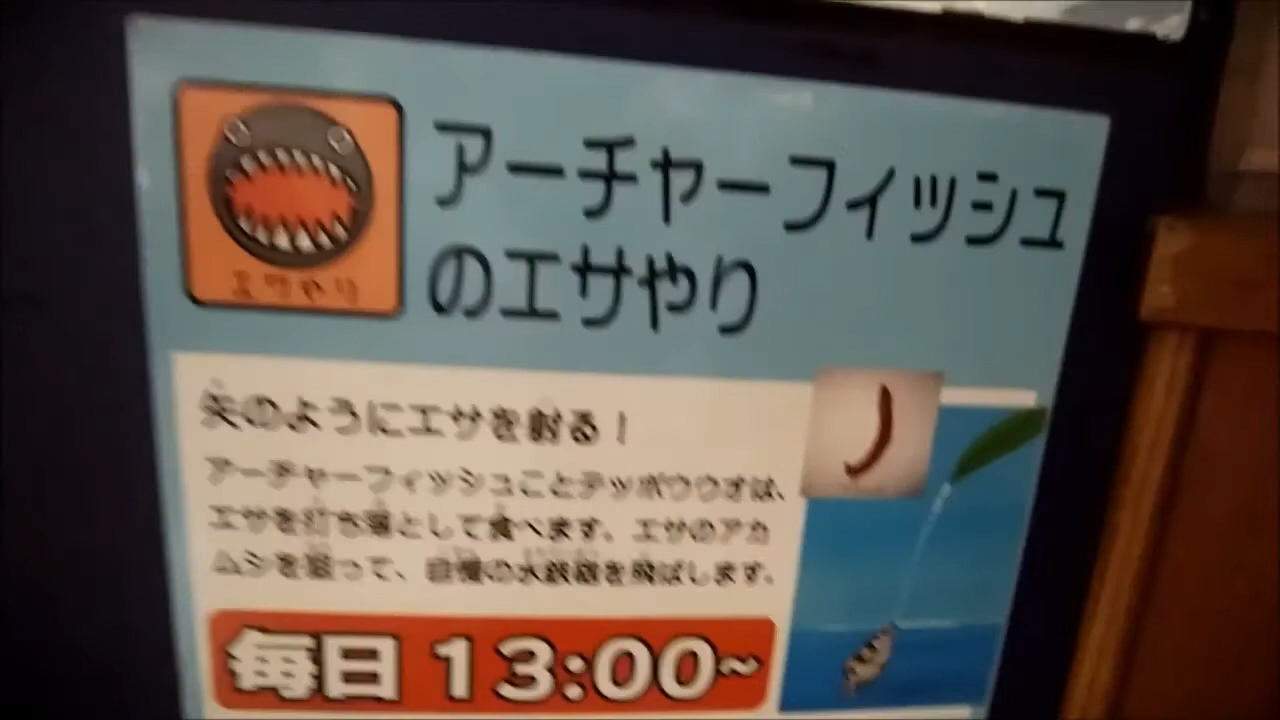 アーチャーフィッシュ
のエサやり
エサやり
矢のようにエサを射る！
アーチャーフィッシュことテッポウウオは、
エサを打ち落として食べます。エサのアカ
ムシを狙って、自慢の水鉄砲を飛ばします。
毎日 13:00~